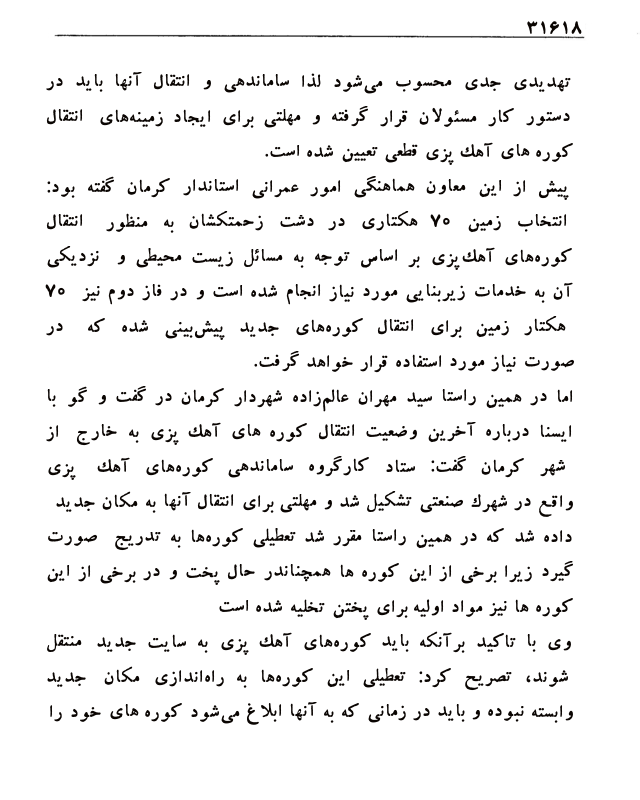 ۳۱۶۱۸
تهدیدی جدی محسوب می‌شود لذا ساماندهی و انتقال آنها باید در
دستور کار مسئولان قرار گرفته و مهلتی برای ایجاد زمینه‌های انتقال
کوره های آهك پزی قطعی تعیین شده است.
پیش از این معاون هماهنگی امور عمرانی استاندار کرمان گفته بود:
انتخاب زمین ۷۰ هکتاری در دشت زحمتکشان به منظور انتقال
کوره‌های آهك‌پزی بر اساس توجه به مسائل زیست محیطی و نزدیکی
آن به خدمات زیربنایی مورد نیاز انجام شده است و در فاز دوم نیز ۷۰
هکتار زمین برای انتقال کوره‌های جدید پیش‌بینی شده که در
صورت نیاز مورد استفاده قرار خواهد گرفت.
اما در همین راستا سید مهران عالم‌زاده شهردار کرمان در گفت و گو با
ایسنا درباره آخرین وضعیت انتقال کوره های آهك پزی به خارج از
شهر کرمان گفت: ستاد کارگروه ساماندهی کوره‌های آهك پزی
واقع در شهرك صنعتی تشکیل شد و مهلتی برای انتقال آنها به مکان جدید
داده شد که در همین راستا مقرر شد تعطیلی کوره‌ها به تدریج صورت
گیرد زیرا برخی از این کوره ها همچناندر حال پخت و در برخی از این
کوره ها نیز مواد اولیه برای پختن تخلیه شده است
وی با تاکید برآنکه باید کوره‌های آهك پزی به سایت جدید منتقل
شوند، تصریح کرد: تعطیلی این کوره‌ها به راه‌اندازی مکان جدید
وابسته نبوده و باید در زمانی که به آنها ابلاغ می‌شود کوره های خود را